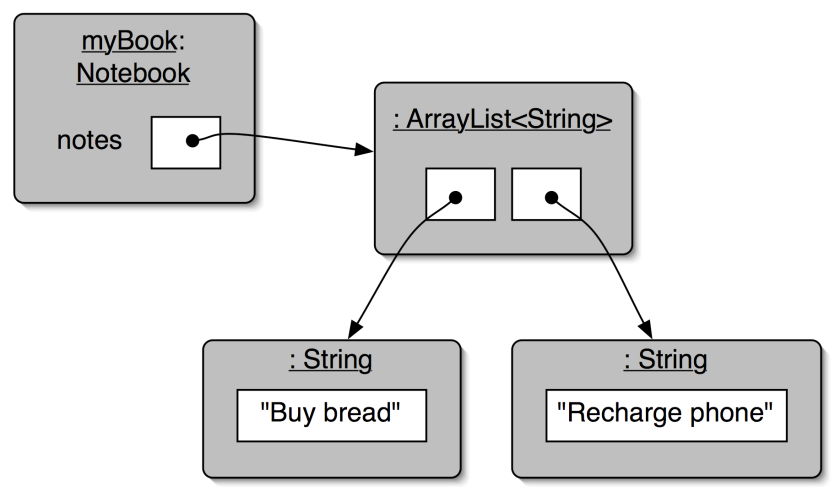 myBook:
Notebook
notes
: ArrayList<String>
: String
"Buy bread"
: String
"Recharge phone"